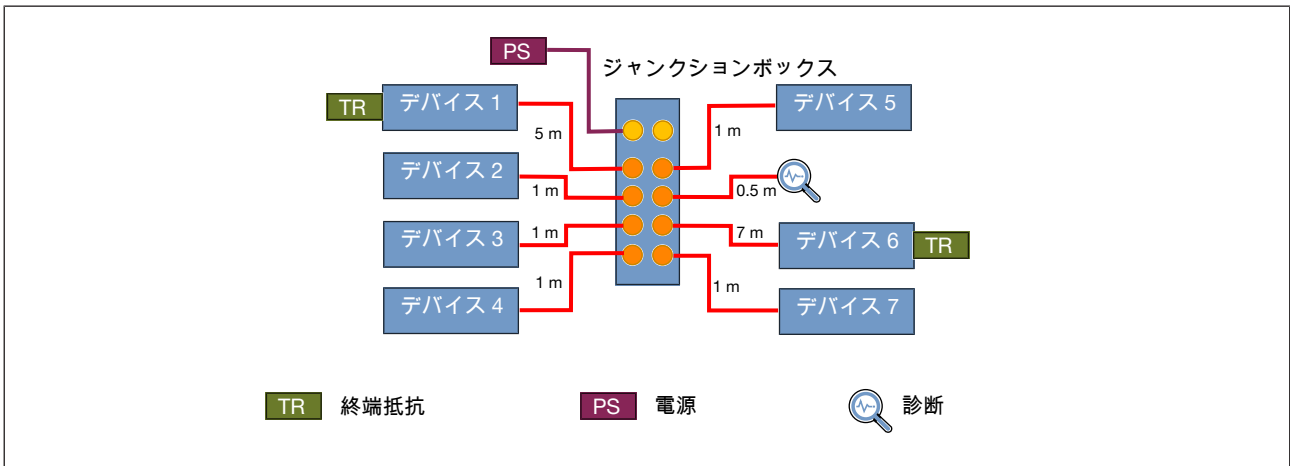 PS
ジャンクションボックス
TR
デバイス 1
5 m
デバイス 2
1 m
デバイス 3
1 m
デバイス 4
1 m
デバイス 5
1 m
0.5 m
デバイス 6
TR
7 m
デバイス 7
1 m
TR 終端抵抗
PS 電源
診断